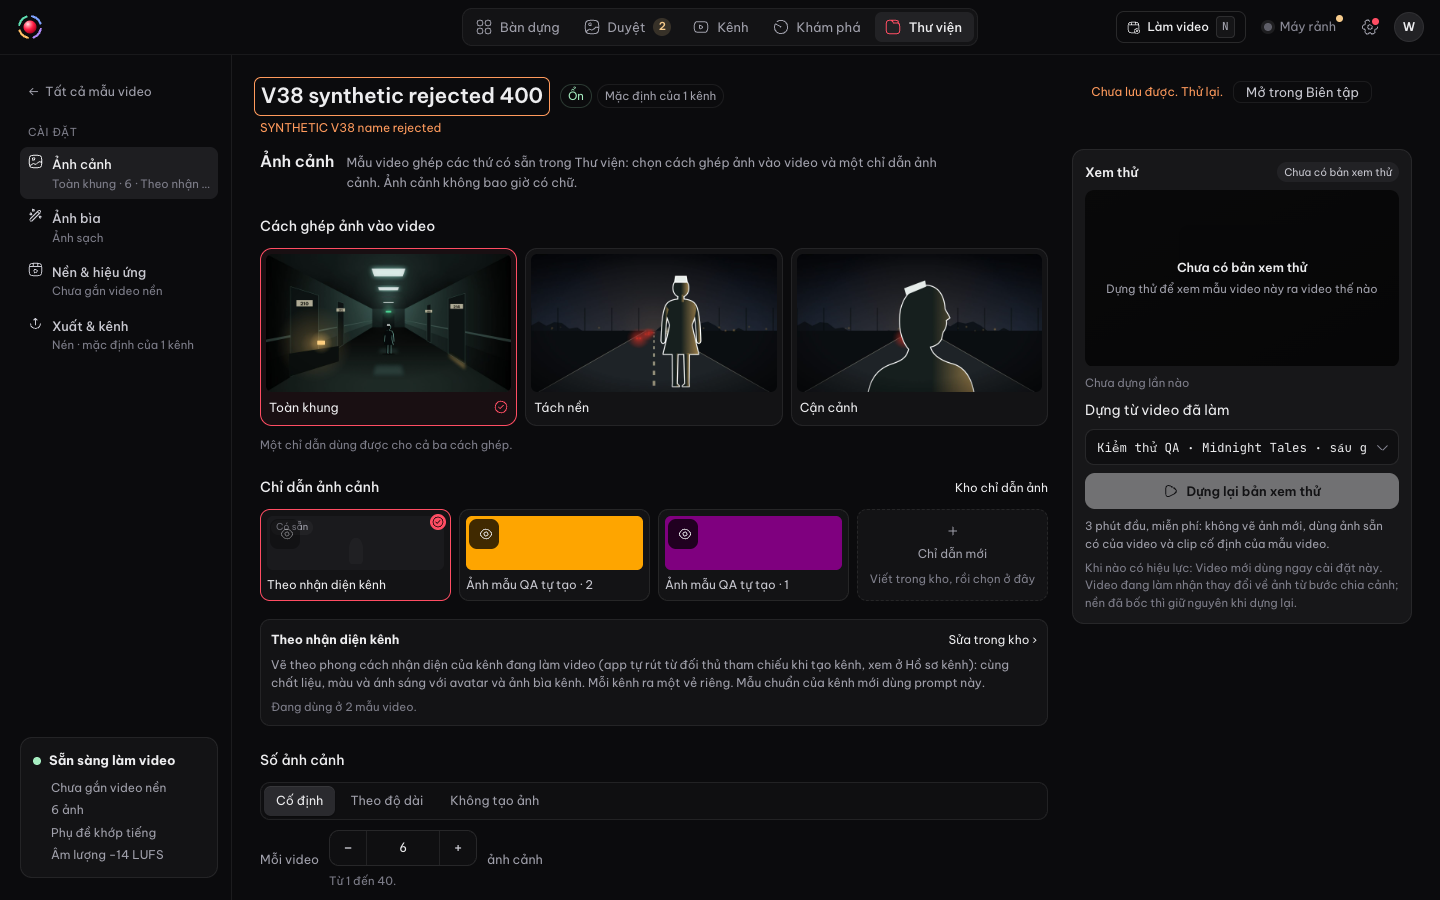 Bàn dựng
Duyệt 2
Kênh
Khám phá
Thư viện
Làm video N
Máy rảnh
W
← Tất cả mẫu video
CÀI ĐẶT
Ảnh cảnh
Toàn khung · 6 · Theo nhận ...
Ảnh bìa
Ảnh sạch
Nền & hiệu ứng
Chưa gắn video nền
Xuất & kênh
Nén · mặc định của 1 kênh
Sẵn sàng làm video
Chưa gắn video nền
6 ảnh
Phụ đề khớp tiếng
Âm lượng -14 LUFS
V38 synthetic rejected 400
Ổn
Mặc định của 1 kênh
SYNTHETIC V38 name rejected
Chưa lưu được. Thử lại.
Mở trong Biên tập
Ảnh cảnh
Mẫu video ghép các thứ có sẵn trong Thư viện: chọn cách ghép ảnh vào video và một chỉ dẫn ảnh
cảnh. Ảnh cảnh không bao giờ có chữ.
Cách ghép ảnh vào video
210
216
Toàn khung
Tách nền
Cận cảnh
Một chỉ dẫn dùng được cho cả ba cách ghép.
Chỉ dẫn ảnh cảnh
Kho chỉ dẫn ảnh
Có sẵn
Theo nhận diện kênh
Ảnh mẫu QA tự tạo · 2
Ảnh mẫu QA tự tạo · 1
+
Chỉ dẫn mới
Viết trong kho, rồi chọn ở đây
Theo nhận diện kênh
Sửa trong kho ›
Vẽ theo phong cách nhận diện của kênh đang làm video (app tự rút từ đối thủ tham chiếu khi tạo kênh, xem ở Hồ sơ kênh): cùng
chất liệu, màu và ánh sáng với avatar và ảnh bìa kênh. Mỗi kênh ra một vẻ riêng. Mẫu chuẩn của kênh mới dùng prompt này.
Đang dùng ở 2 mẫu video.
Số ảnh cảnh
Cố định
Theo độ dài
Không tạo ảnh
Mỗi video − 6 + ảnh cảnh
Từ 1 đến 40.
Xem thử
Chưa có bản xem thử
Chưa có bản xem thử
Dựng thử để xem mẫu video này ra video thế nào
Chưa dựng lần nào
Dựng từ video đã làm
Kiểm thử QA · Midnight Tales · sáu g
Dựng lại bản xem thử
3 phút đầu, miễn phí: không vẽ ảnh mới, dùng ảnh sẵn
có của video và clip cố định của mẫu video.
Khi nào có hiệu lực: Video mới dùng ngay cài đặt này.
Video đang làm nhận thay đổi về ảnh từ bước chia cảnh;
nền đã bốc thì giữ nguyên khi dựng lại.